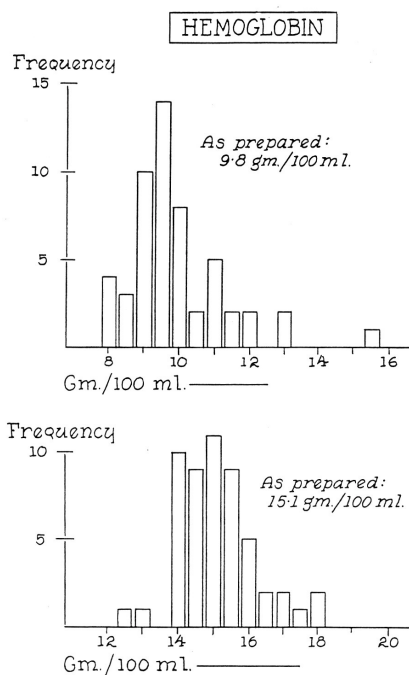 HEMOGLOBIN
Frequency
15
As prepared:
9·8 gm./100 ml.
10
5
8 10 12 14 16
Gm./100 ml.
Frequency
10
As prepared:
15·1 gm./100 ml.
5
12 14 16 18 20
Gm./100 ml.